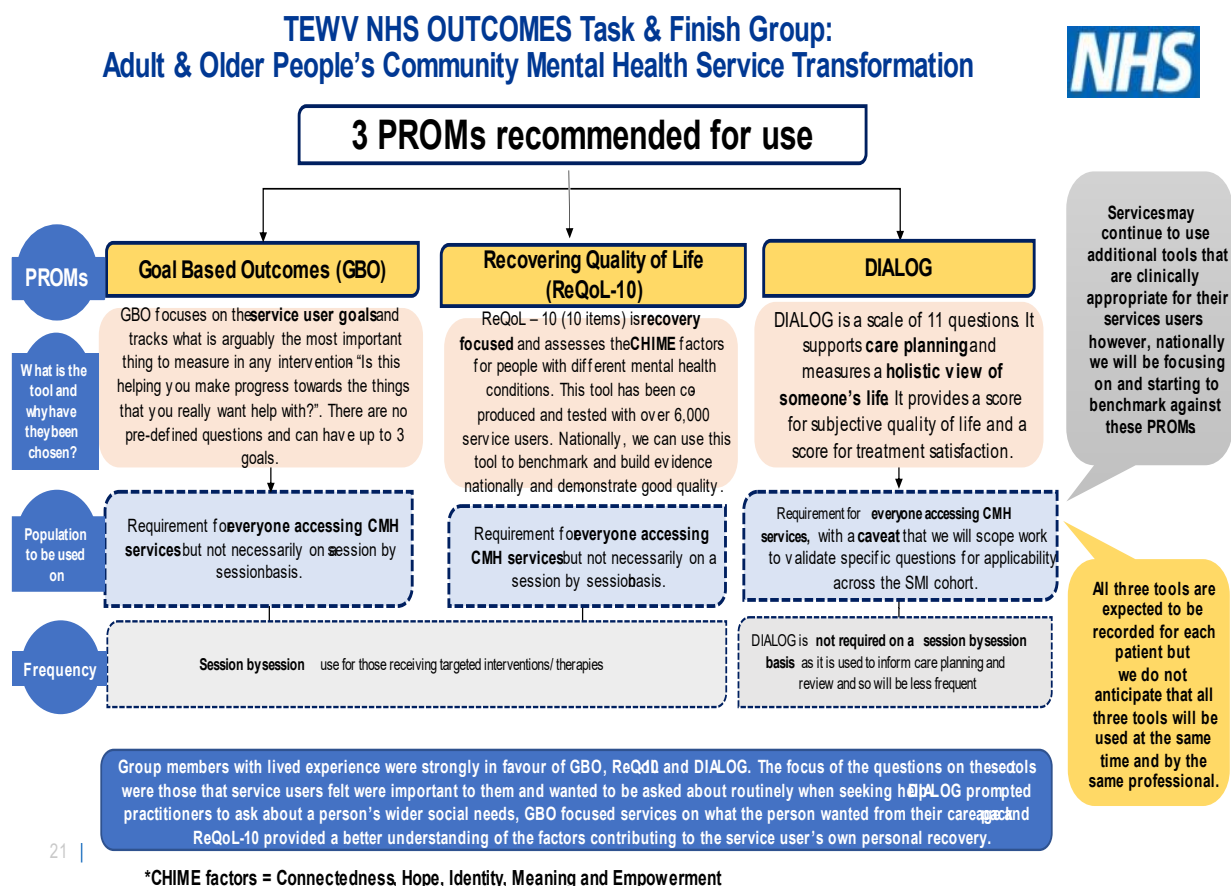 TEWV NHS OUTCOMES Task & Finish Group:
Adult & Older People's Community Mental Health Service Transformation
NHS
3 PROMs recommended for use
PROMs
Goal Based Outcomes (GBO)
Recovering Quality of Life
(ReQoL-10)
DIALOG
What is the
tool and
why have
they been
chosen?
GBO focuses on the service user goals and
tracks what is arguably the most important
thing to measure in any intervention "Is this
helping you make progress towards the things
that you really want help with?". There are no
pre-defined questions and can have up to 3
goals.
ReQoL – 10 (10 items) is recovery
focused and assesses the CHIME factors
for people with different mental health
conditions. This tool has been co-
produced and tested with over 6,000
service users. Nationally, we can use this
tool to benchmark and build evidence
nationally and demonstrate good quality.
DIALOG is a scale of 11 questions. It
supports care planning and
measures a holistic view of
someone's life. It provides a score
for subjective quality of life and a
score for treatment satisfaction.
Population
to be used
on
Requirement fo everyone accessing CMH
services but not necessarily on a session by
session basis.
Requirement fo everyone accessing
CMH services but not necessarily on a
session by session basis.
Requirement for everyone accessing CMH
services, with a caveat that we will scope work
to validate specific questions for applicability
across the SMI cohort.
Frequency
Session by session use for those receiving targeted interventions/ therapies
DIALOG is not required on a session by session
basis as it is used to inform care planning and
review and so will be less frequent
Services may
continue to use
additional tools that
are clinically
appropriate for their
services users
however, nationally
we will be focusing
on and starting to
benchmark against
these PROMs
All three tools are
expected to be
recorded for each
patient but
we do not
anticipate that all
three tools will be
used at the same
time and by the
same professional.
Group members with lived experience were strongly in favour of GBO, ReQol10 and DIALOG. The focus of the questions on these tools
were those that service users felt were important to them and wanted to be asked about routinely when seeking help. DIALOG prompted
practitioners to ask about a person's wider social needs, GBO focused services on what the person wanted from their care package and
ReQoL-10 provided a better understanding of the factors contributing to the service user's own personal recovery.
21 |
*CHIME factors = Connectedness, Hope, Identity, Meaning and Empowerment